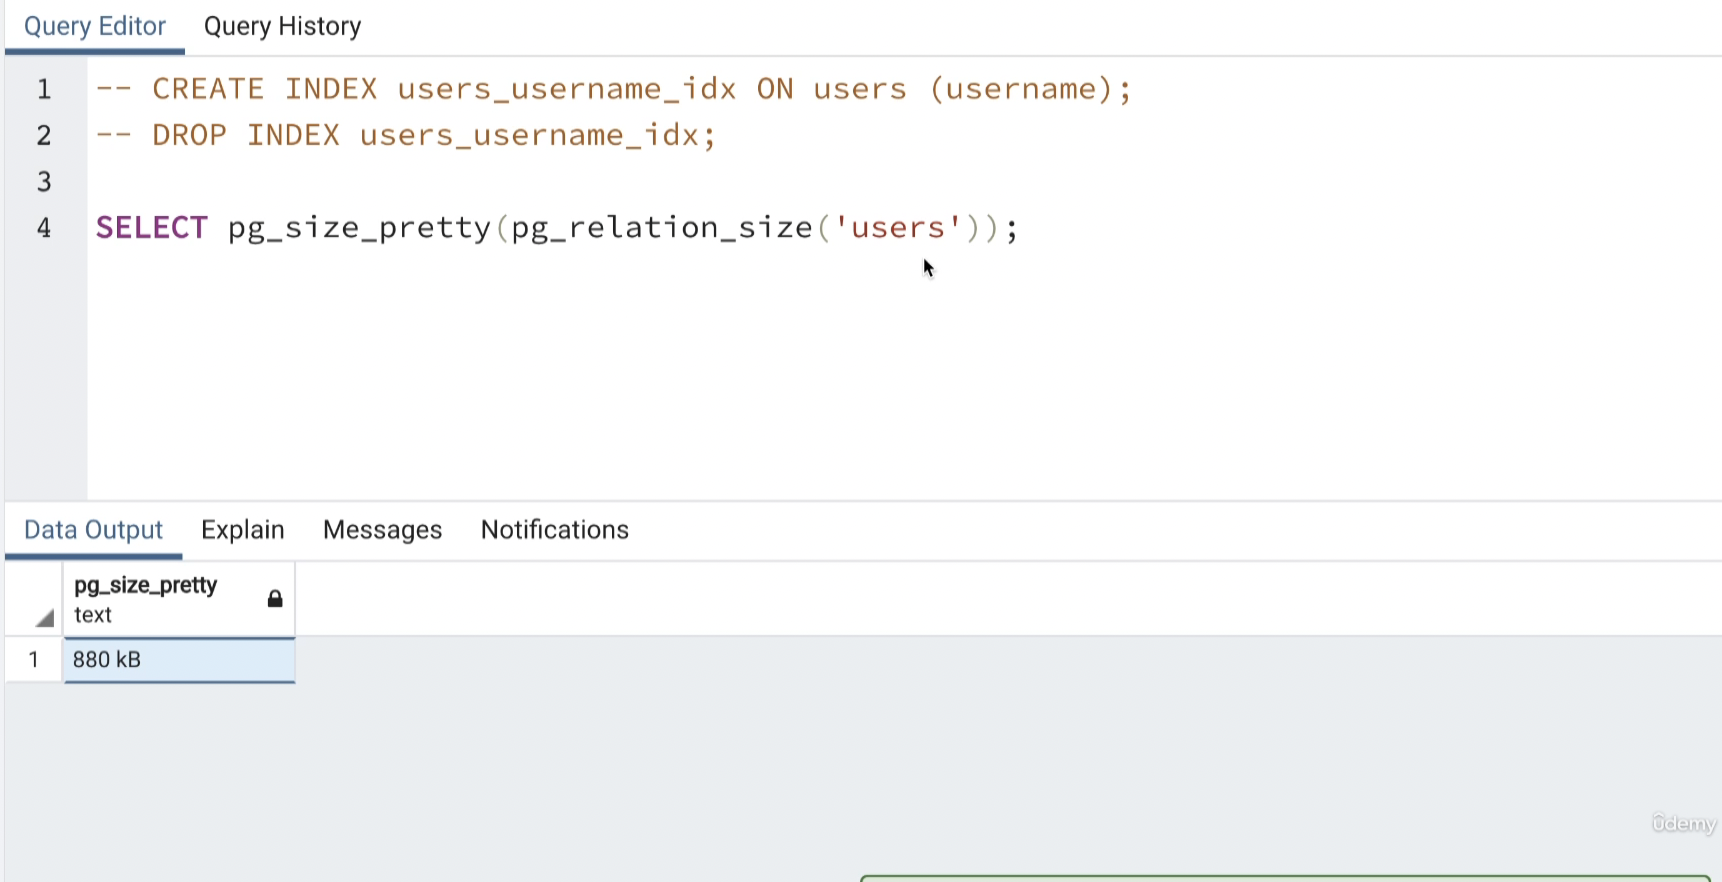 Query Editor Query History
1 -- CREATE INDEX users_username_idx ON users (username);
2 -- DROP INDEX users_username_idx;
3
4 SELECT pg_size_pretty(pg_relation_size('users'));
Data Output Explain Messages Notifications
pg_size_pretty
text
1 880 kB
ûdemy